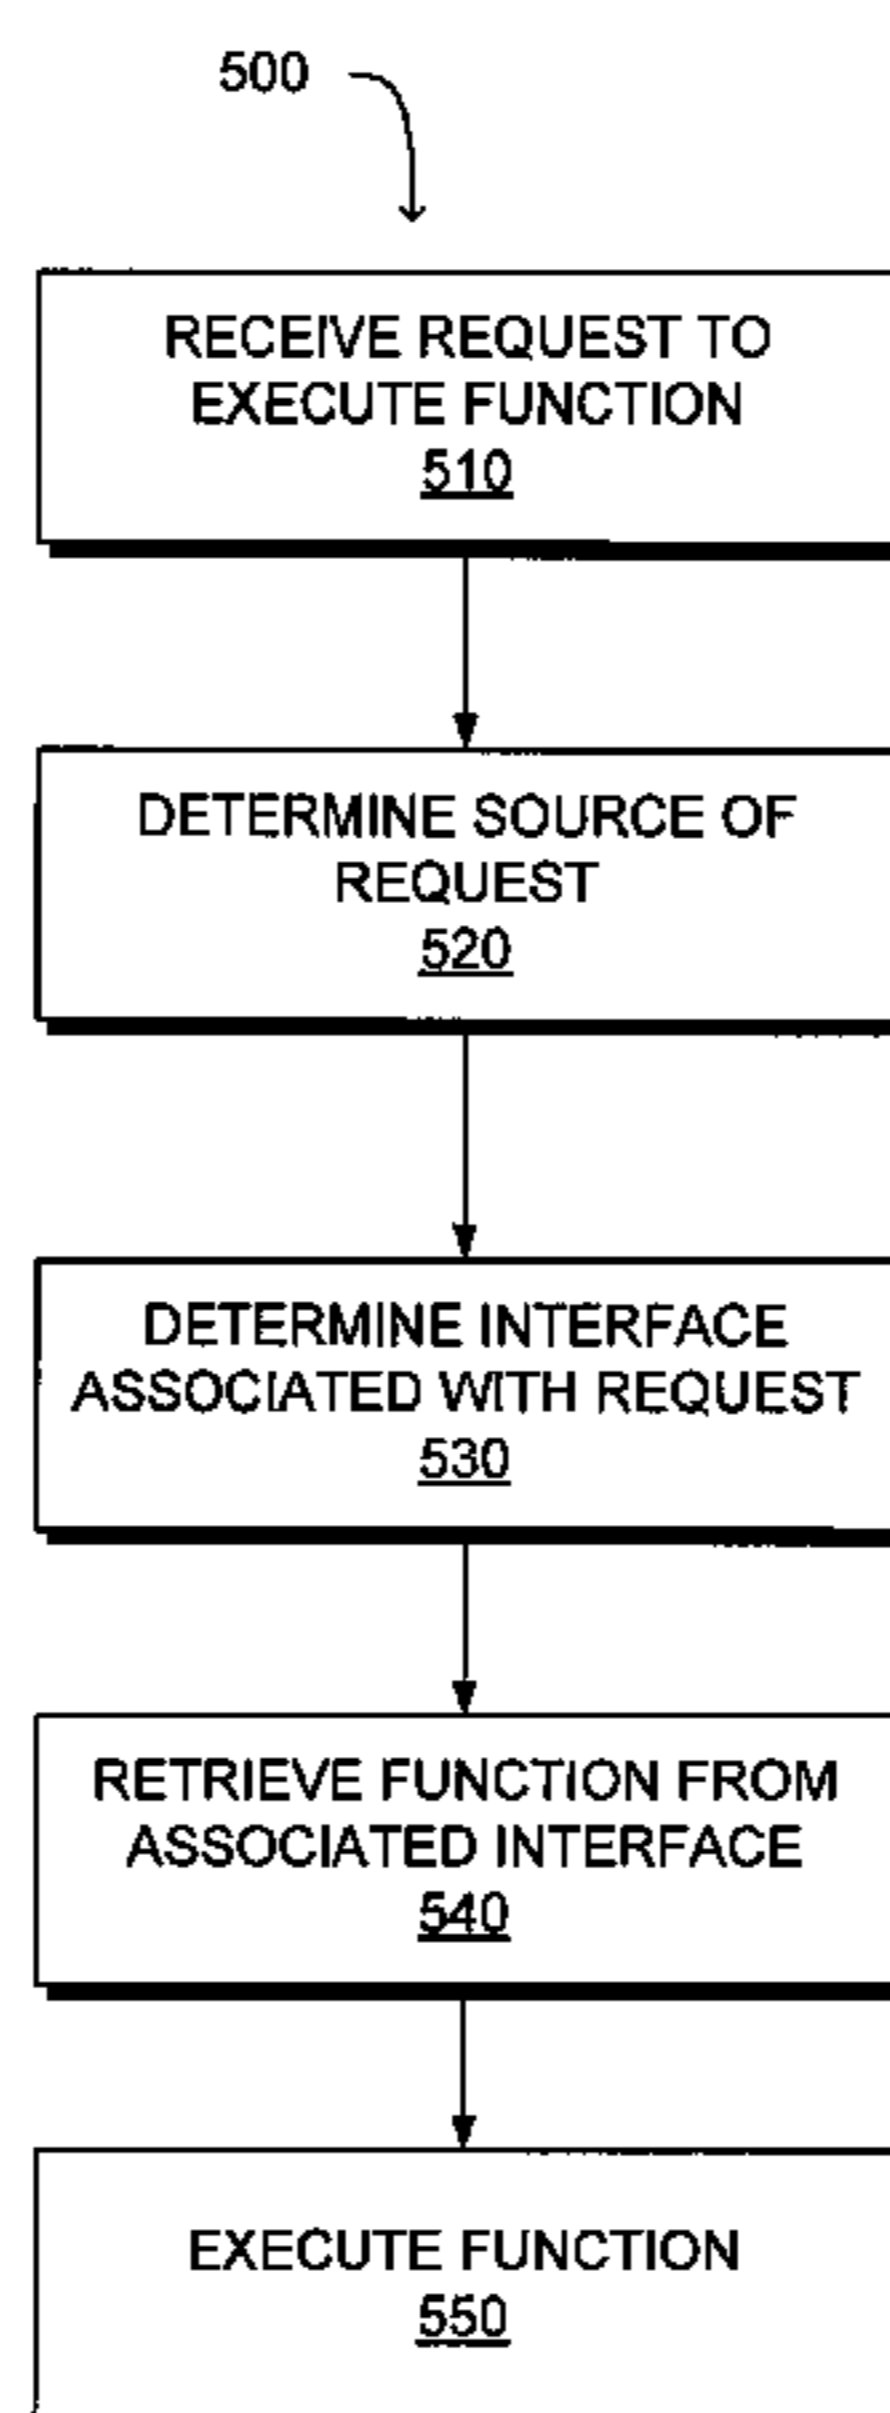 500
RECEIVE REQUEST TO
EXECUTE FUNCTION
510
DETERMINE SOURCE OF
REQUEST
520
DETERMINE INTERFACE
ASSOCIATED WITH REQUEST
530
RETRIEVE FUNCTION FROM
ASSOCIATED INTERFACE
540
EXECUTE FUNCTION
550